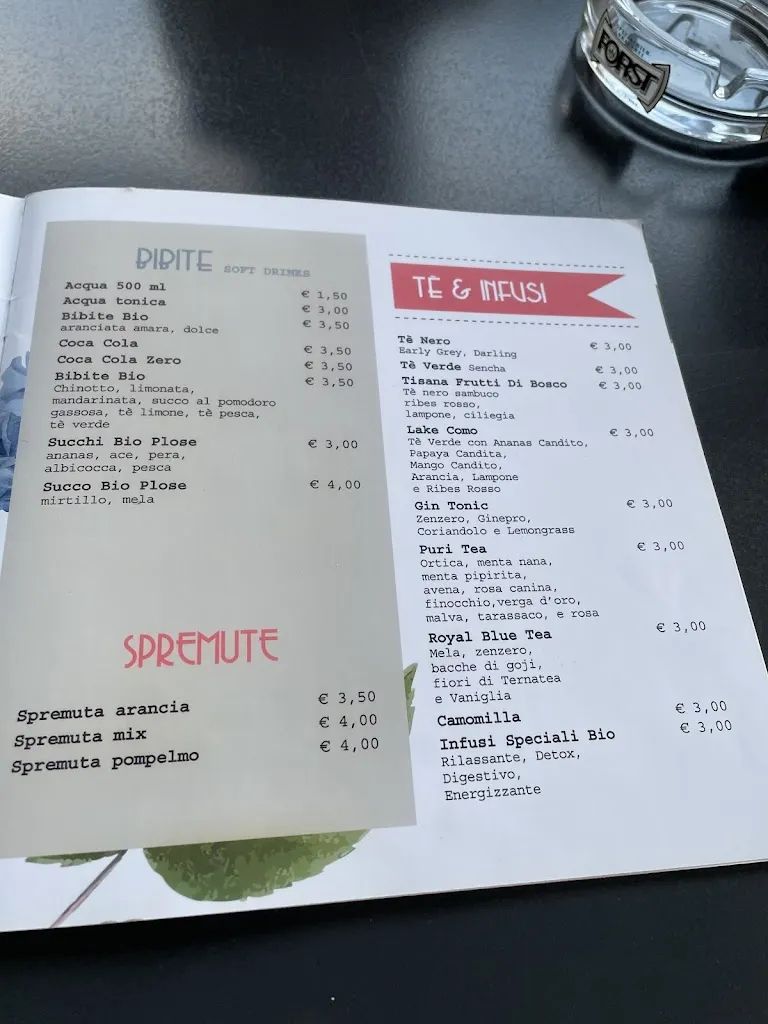 FORST
BIBITE SOFT DRINKS
Acqua 500 ml € 1,50
Acqua tonica € 3,00
Bibite Bio € 3,50
aranciata amara, dolce
Coca Cola € 3,50
Coca Cola Zero € 3,50
Bibite Bio € 3,50
Chinotto, limonata,
mandarinata, succo al pomodoro
gassosa, tè limone, tè pesca,
tè verde
Succhi Bio Plose € 3,00
ananas, ace, pera,
albicocca, pesca
Succo Bio Plose € 4,00
mirtillo, mela
SPREMUTE
Spremuta arancia € 3,50
Spremuta mix € 4,00
Spremuta pompelmo € 4,00
TÈ & INFUSI
Tè Nero € 3,00
Early Grey, Darling
Tè Verde Sencha € 3,00
Tisana Frutti Di Bosco € 3,00
Tè nero sambuco
ribes rosso,
lampone, ciliegia
Lake Como € 3,00
Tè Verde con Ananas Candito,
Papaya Candita,
Mango Candito,
Arancia, Lampone
e Ribes Rosso
Gin Tonic € 3,00
Zenzero, Ginepro,
Coriandolo e Lemongrass
Puri Tea € 3,00
Ortica, menta nana,
menta pipirita,
avena, rosa canina,
finocchio,verga d'oro,
malva, tarassaco, e rosa
Royal Blue Tea € 3,00
Mela, zenzero,
bacche di goji,
fiori di Ternatea
e Vaniglia
Camomilla € 3,00
Infusi Speciali Bio € 3,00
Rilassante, Detox,
Digestivo,
Energizzante